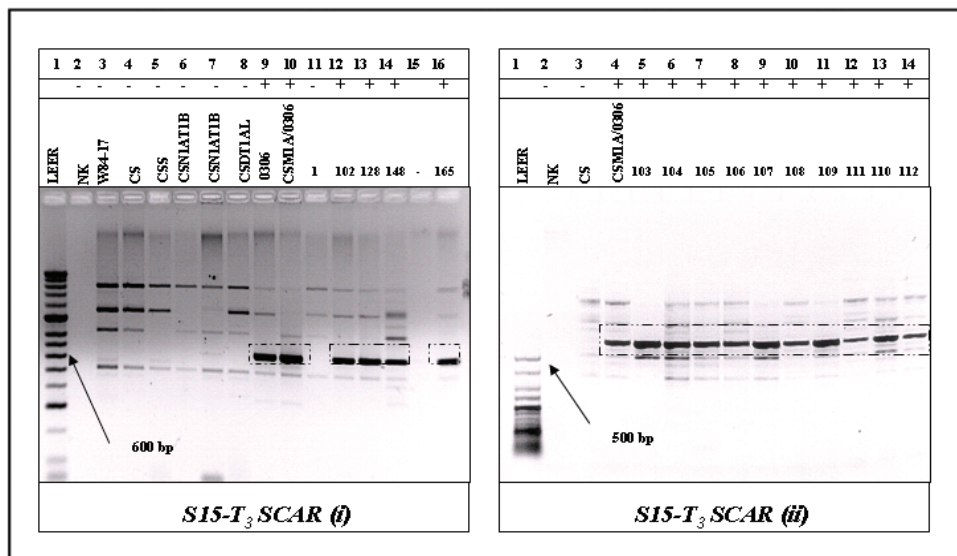 1 2 3 4 5 6 7 8 9 10 11 12 13 14 15 16
- - - - - - - + + - + + + +
LEER NK W84-17 CS CSS CSN1AT1B CSN1AT1B CSDT1AL 0306 CSM1A/0306 1 102 128 148 - 165
600 bp
S15-T3 SCAR (i)
1 2 3 4 5 6 7 8 9 10 11 12 13 14
- - + + + + + + + + + + +
LEER NK CS CSM1A/0306 103 104 105 106 107 108 109 111 110 112
500 bp
S15-T3 SCAR (ii)